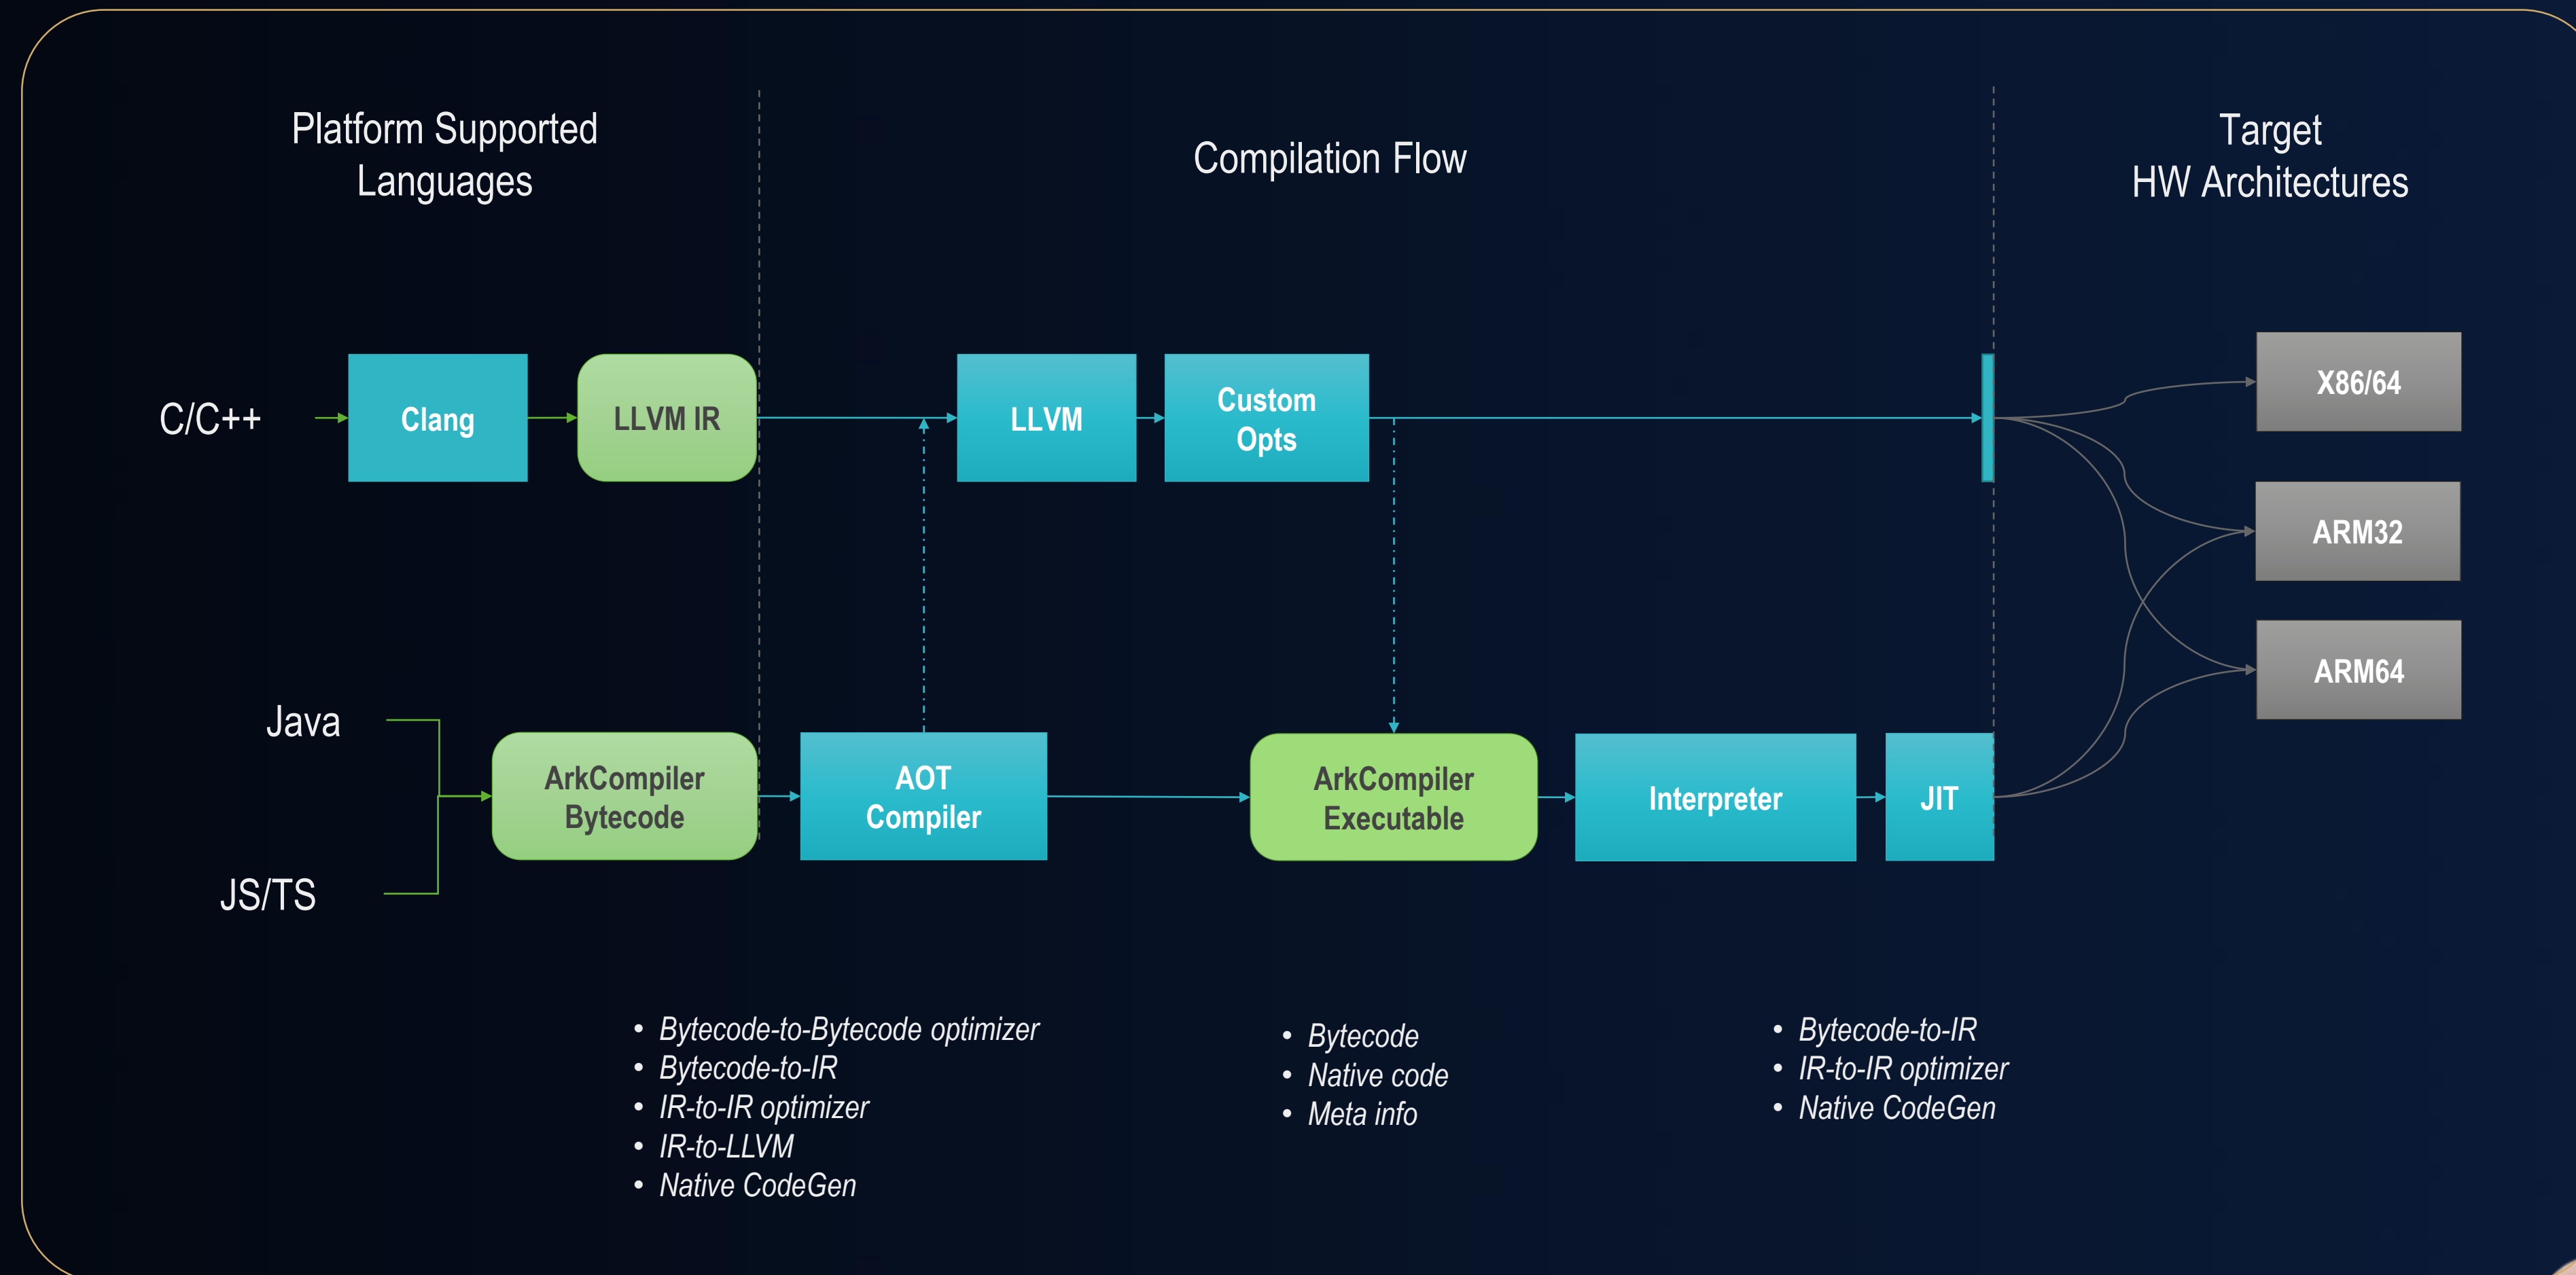 Platform Supported
Languages
Compilation Flow
Target
HW Architectures
C/C++
Clang
LLVM IR
LLVM
Custom
Opts
X86/64
ARM32
ARM64
Java
JS/TS
ArkCompiler
Bytecode
AOT
Compiler
ArkCompiler
Executable
Interpreter
JIT
• Bytecode-to-Bytecode optimizer
• Bytecode-to-IR
• IR-to-IR optimizer
• IR-to-LLVM
• Native CodeGen
• Bytecode
• Native code
• Meta info
• Bytecode-to-IR
• IR-to-IR optimizer
• Native CodeGen